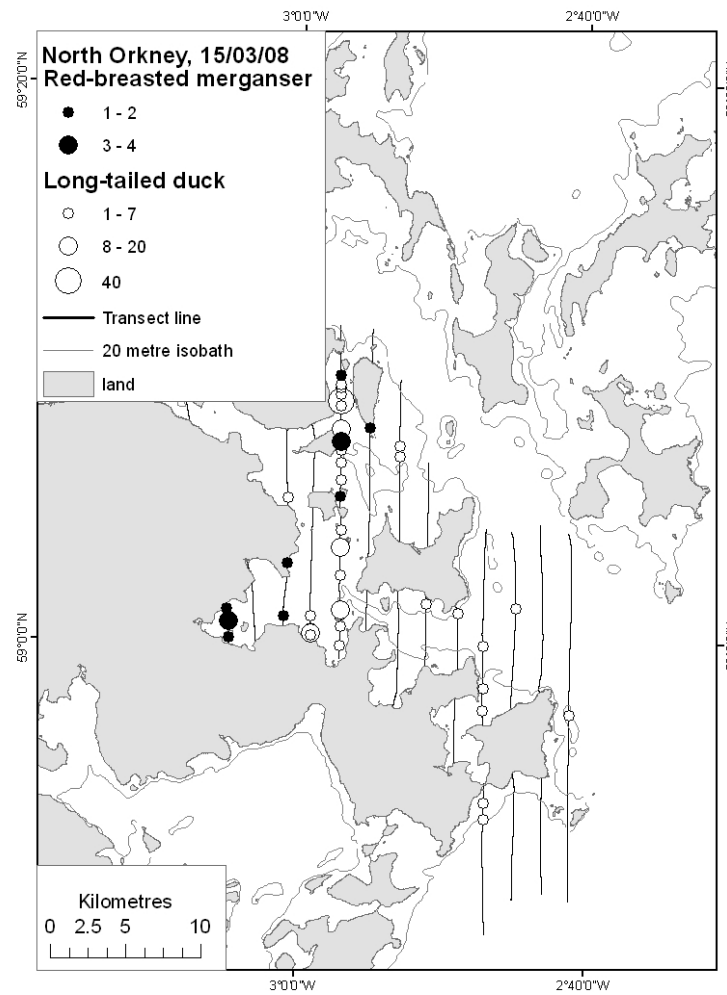 3°0'0"W 2°40'0"W
North Orkney, 15/03/08
Red-breasted merganser
1 - 2
3 - 4
Long-tailed duck
1 - 7
8 - 20
40
Transect line
20 metre isobath
land
59°20'0"N
59°0'0"N
Kilometres
0 2.5 5 10
3°0'0"W 2°40'0"W